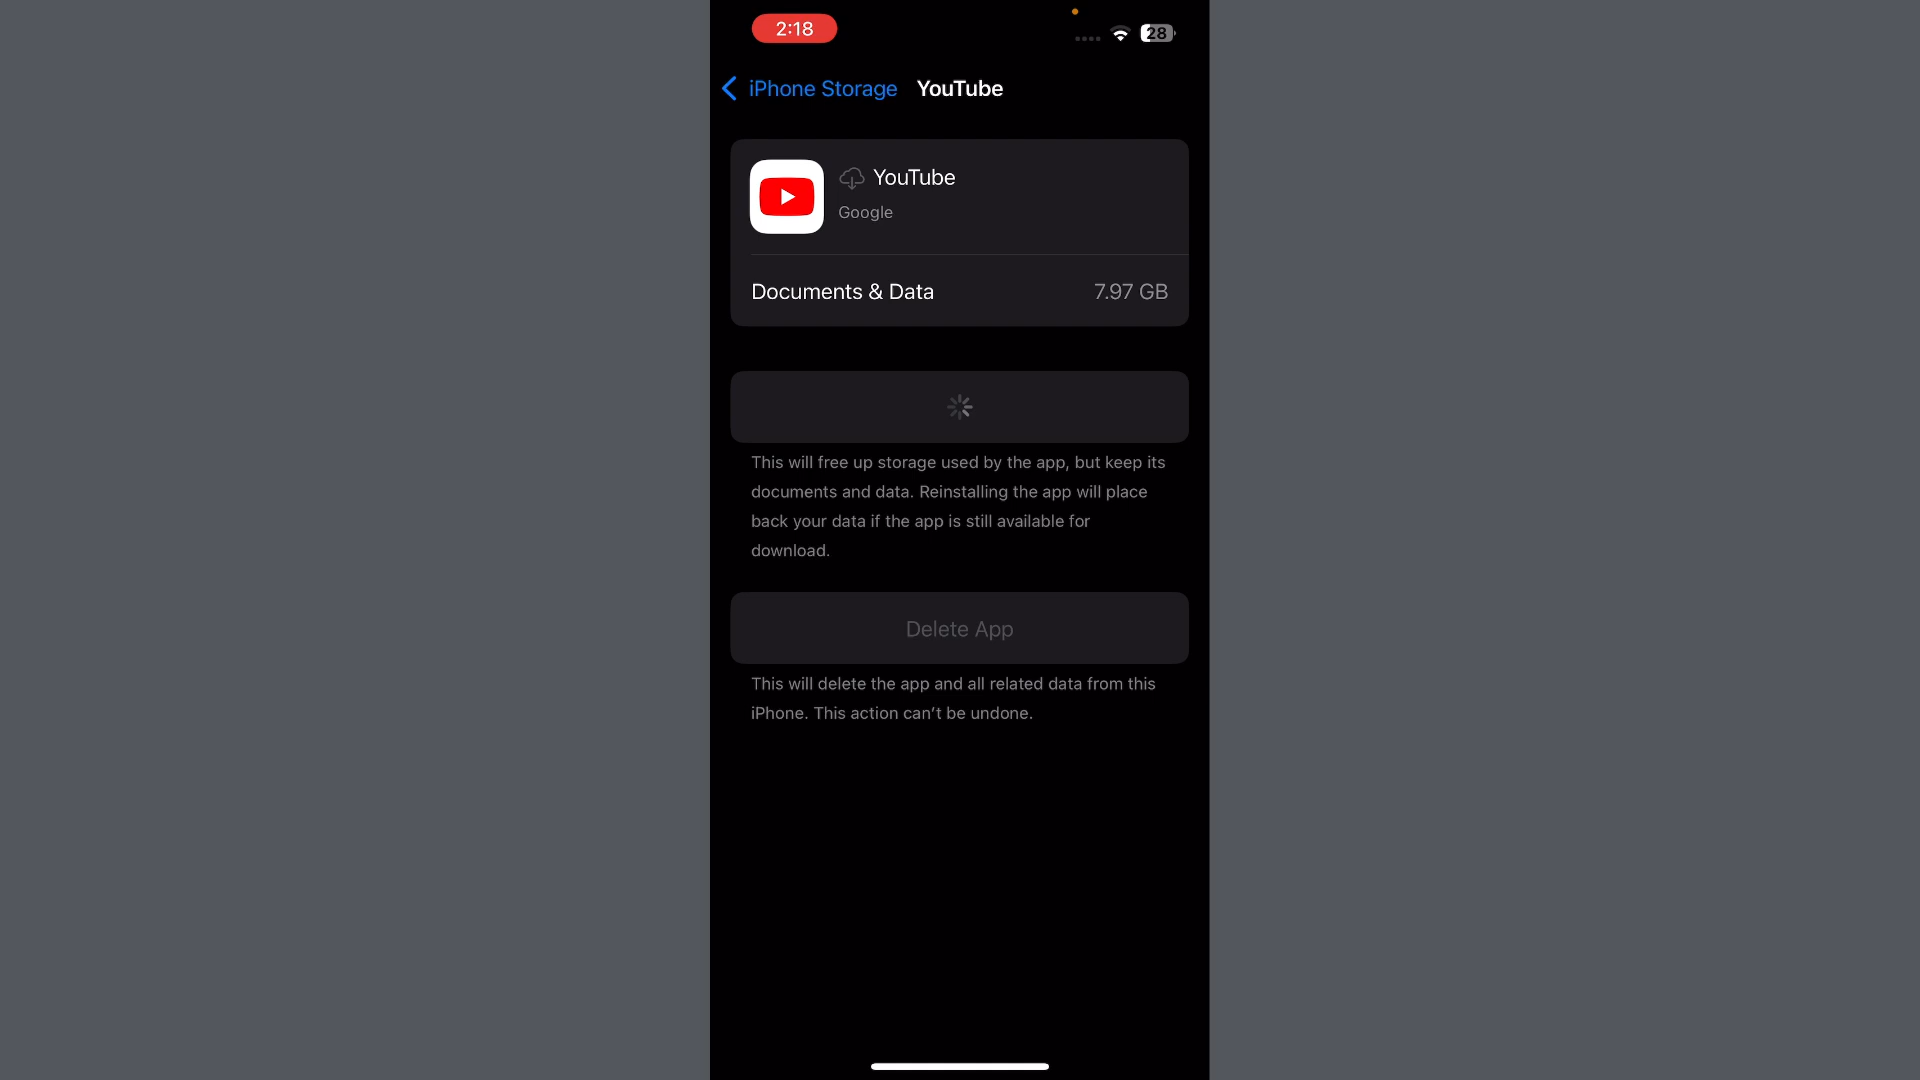 2:18
28
iPhone Storage YouTube
YouTube
Google
Documents & Data 7.97 GB
This will free up storage used by the app, but keep its
documents and data. Reinstalling the app will place
back your data if the app is still available for
download.
Delete App
This will delete the app and all related data from this
iPhone. This action can’t be undone.